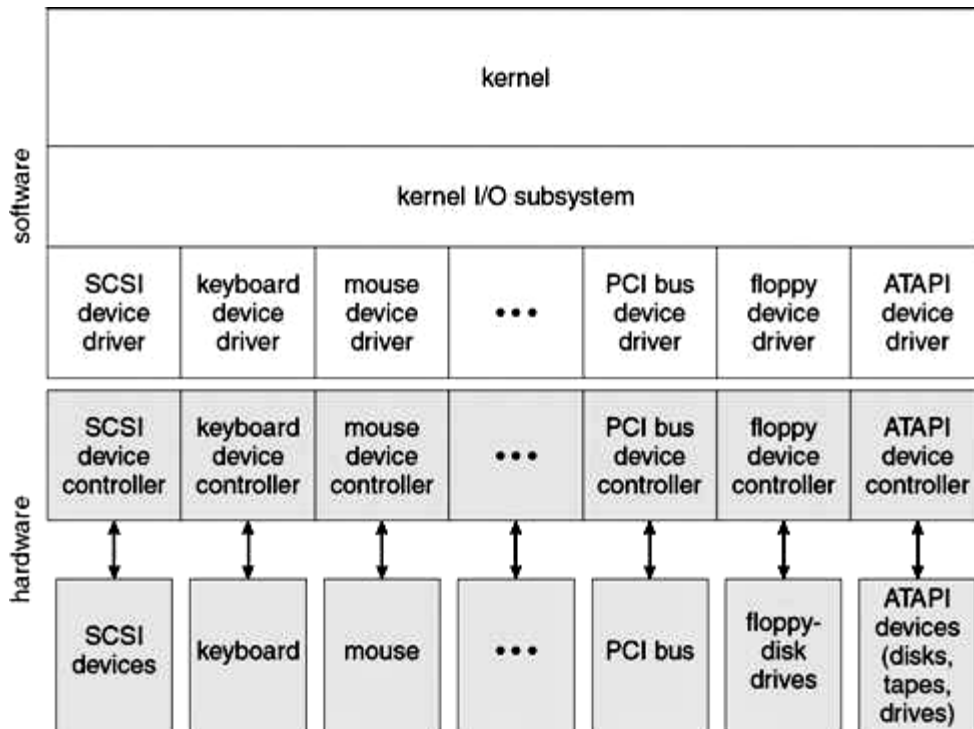 software
kernel
kernel I/O subsystem
SCSI
device
driver
keyboard
device
driver
mouse
device
driver
•••
PCI bus
device
driver
floppy
device
driver
ATAPI
device
driver
hardware
SCSI
device
controller
keyboard
device
controller
mouse
device
controller
•••
PCI bus
device
controller
floppy
device
controller
ATAPI
device
controller
SCSI
devices
keyboard
mouse
•••
PCI bus
floppy-
disk
drives
ATAPI
devices
(disks,
tapes,
drives)